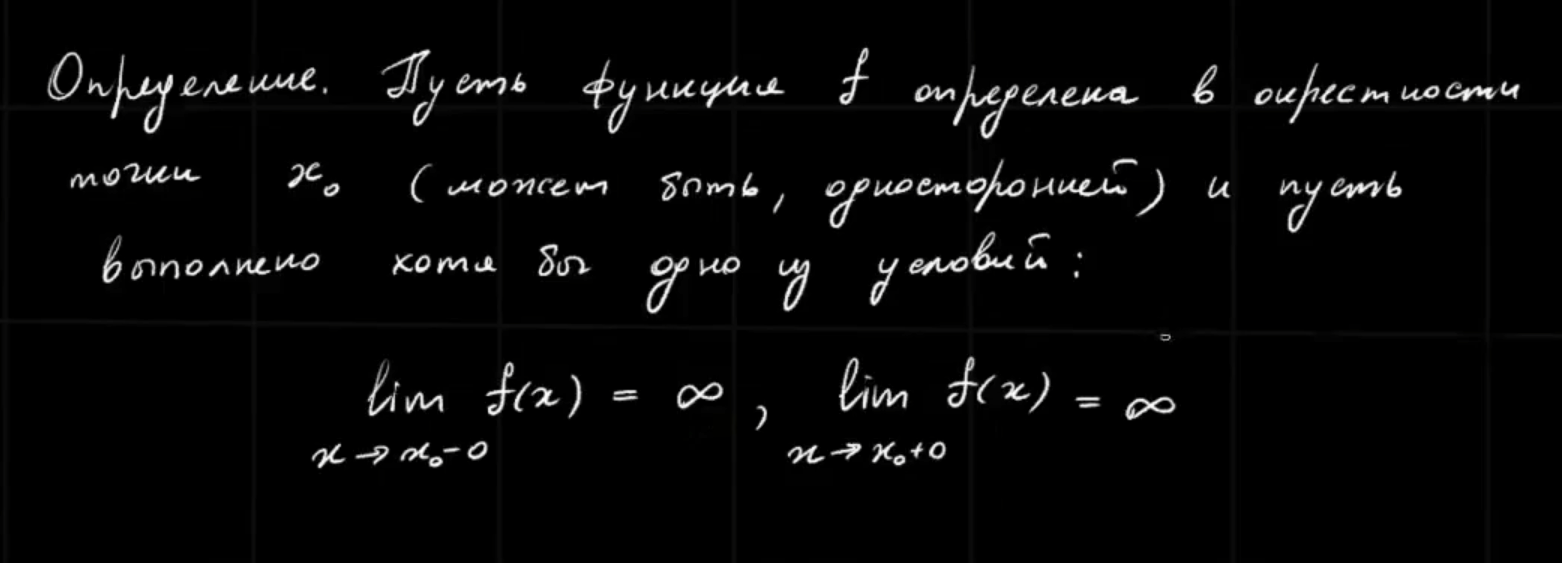 Определение. Пусть функция f определена в окрестности
точки x₀ (может быть, односторонней) и пусть
выполнено хотя бы одно из условий:
lim f(x) = ∞, lim f(x) = ∞
x→x₀-0 x→x₀+0